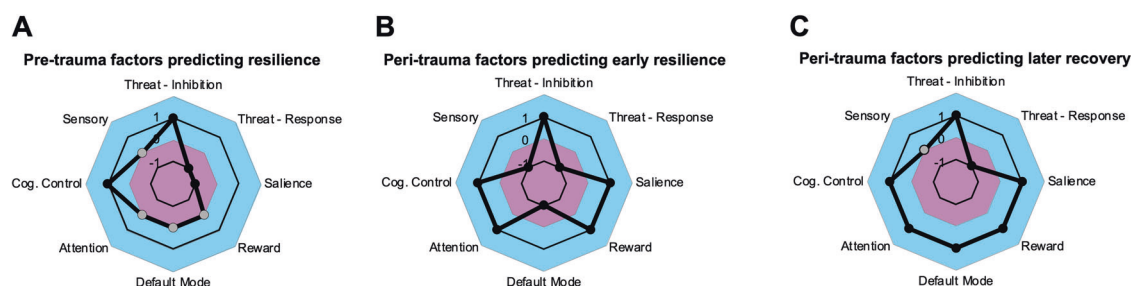 A
Pre-trauma factors predicting resilience
Threat - Inhibition
Sensory
Threat - Response
1
0
-1
Cog. Control
Salience
Attention
Reward
Default Mode
B
Peri-trauma factors predicting early resilience
Threat - Inhibition
Sensory
Threat - Response
1
0
-1
Cog. Control
Salience
Attention
Reward
Default Mode
C
Peri-trauma factors predicting later recovery
Threat - Inhibition
Sensory
Threat - Response
1
0
-1
Cog. Control
Salience
Attention
Reward
Default Mode